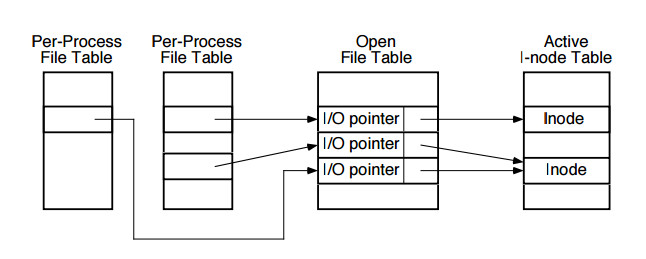 Per-Process
File Table
Per-Process
File Table
Open
File Table
Active
I-node Table
I/O pointer
Inode
I/O pointer
I/O pointer
Inode